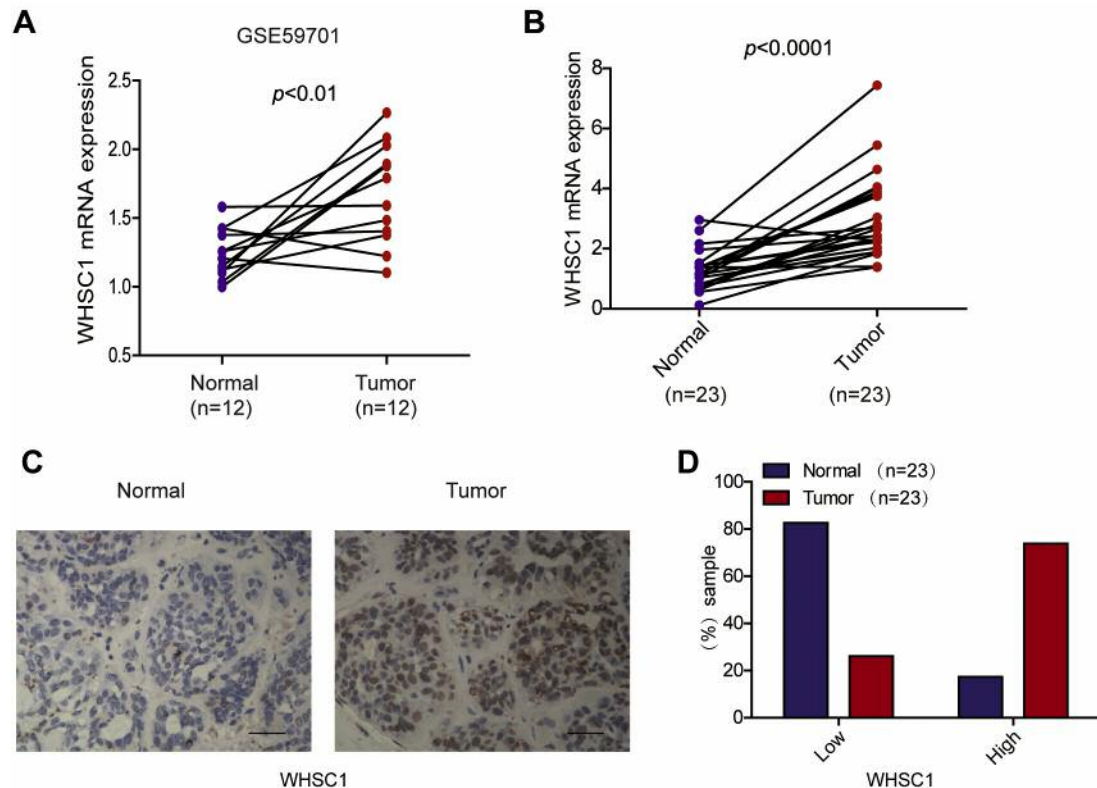 A
GSE59701
p<0.01
WHSC1 mRNA expression
2.5
2.0
1.5
1.0
0.5
Normal
(n=12)
Tumor
(n=12)
B
p<0.0001
WHSC1 mRNA expression
8
6
4
2
0
Normal
(n=23)
Tumor
(n=23)
C
Normal
Tumor
WHSC1
D
Normal (n=23)
Tumor (n=23)
(%) sample
100
80
60
40
20
0
Low
High
WHSC1